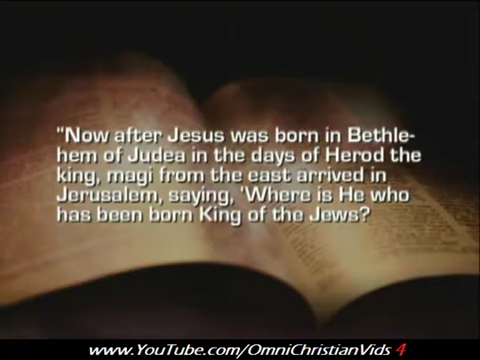 "Now after Jesus was born in Bethle-
hem of Judea in the days of Herod the
king, magi from the east arrived in
Jerusalem, saying, 'Where is He who
has been born King of the Jews?
www.YouTube.com/OmniChristianVids 4